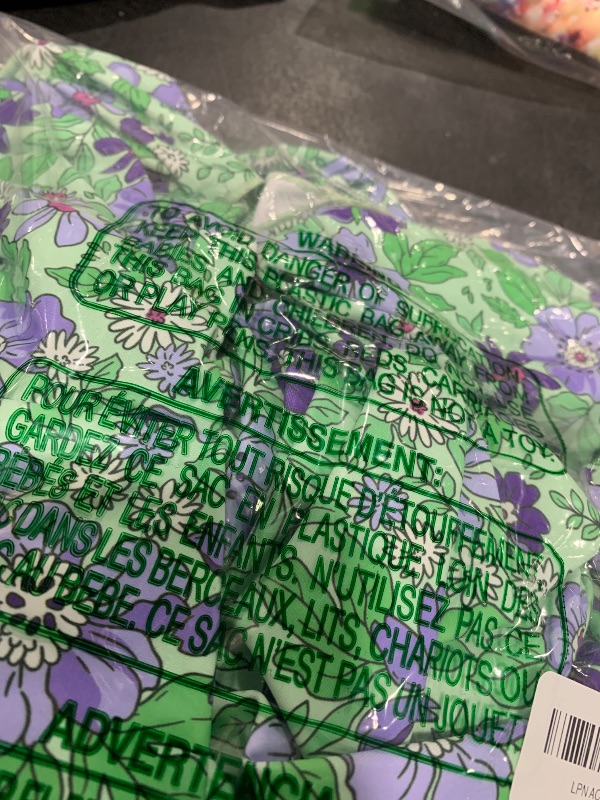 WARNING
TO AVOID DANGER OF SUFFOCATION,
KEEP THIS PLASTIC BAG AWAY FROM
BABIES AND CHILDREN. DO NOT USE
THIS BAG IN CRIBS, BEDS, CARRIAGES
OR PLAY PENS. THIS BAG IS NOT A TOY.
AVERTISSEMENT:
POUR ÉVITER TOUT RISQUE D'ÉTOUFFEMENT,
GARDEZ CE SAC EN PLASTIQUE LOIN DES
BÉBÉS ET LES ENFANTS. N'UTILISEZ PAS CE
DANS LES BERCEAUX, LITS, CHARIOTS OU
AU BEBE. CE SAC N'EST PAS UN JOUET
ADVERTENSIA
LPN